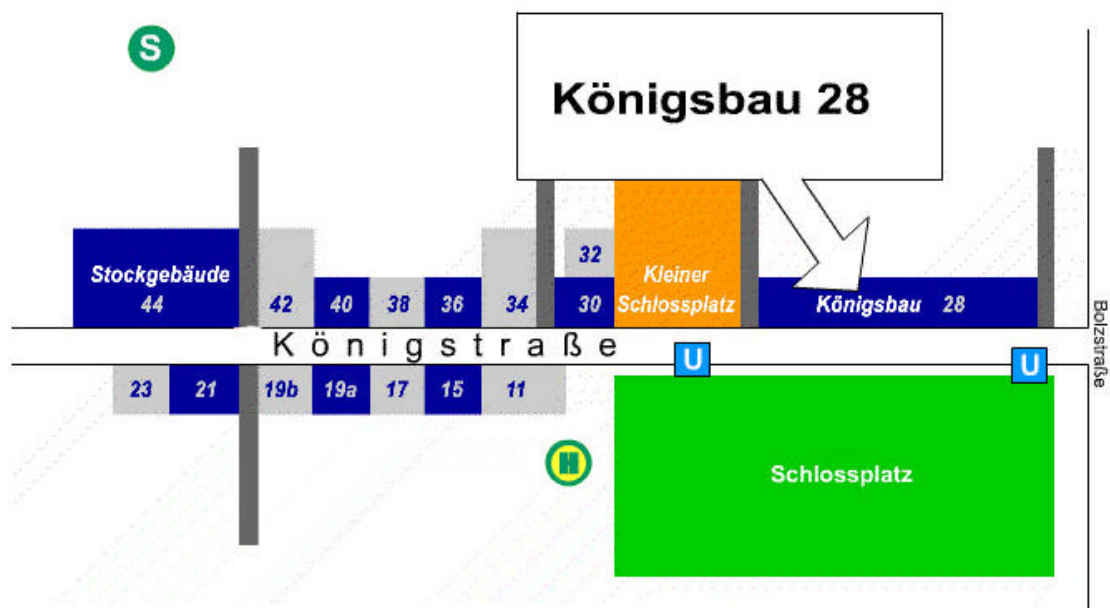 S
Königsbau 28
32
Kleiner
Schlossplatz
Stockgebäude
44
42
40
38
36
34
30
Königsbau 28
Königstraße
Bolzstraße
U
U
23
21
19b
19a
17
15
11
H
Schlossplatz